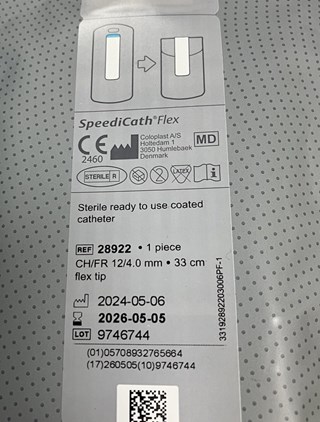 SpeediCath® Flex
CE
2460
Coloplast A/S
Holtedam 1
3050 Humlebaek
Denmark
MD
STERILE R
LATEX
Sterile ready to use coated
catheter
REF 28922 • 1 piece
CH/FR 12/4.0 mm • 33 cm
flex tip
2024-05-06
2026-05-05
LOT 9746744
(01)05708932765664
(17)260505(10)9746744
33192892203006PF-1